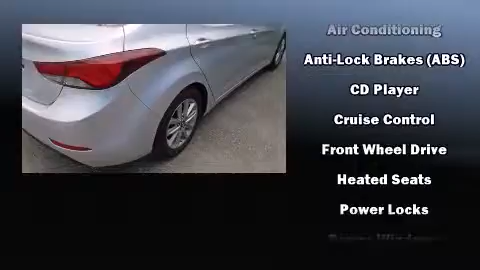 Air Conditioning
Anti-Lock Brakes (ABS)
CD Player
Cruise Control
Front Wheel Drive
Heated Seats
Power Locks